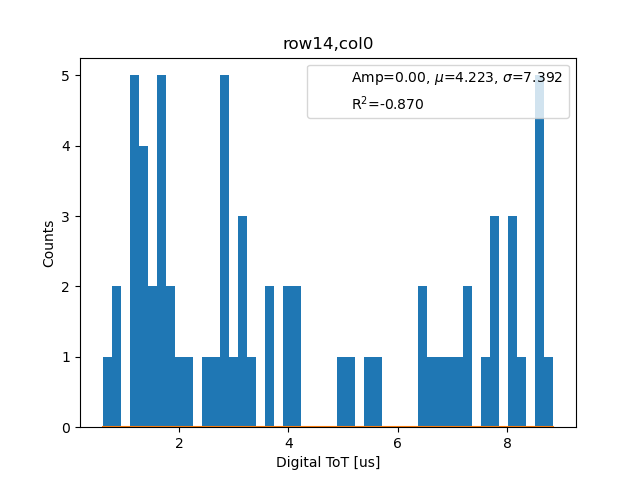 row14,col0
Amp=0.00, μ=4.223, σ=7.392
R²=-0.870
5
4
3
2
1
0
Counts
2 4 6 8
Digital ToT [us]